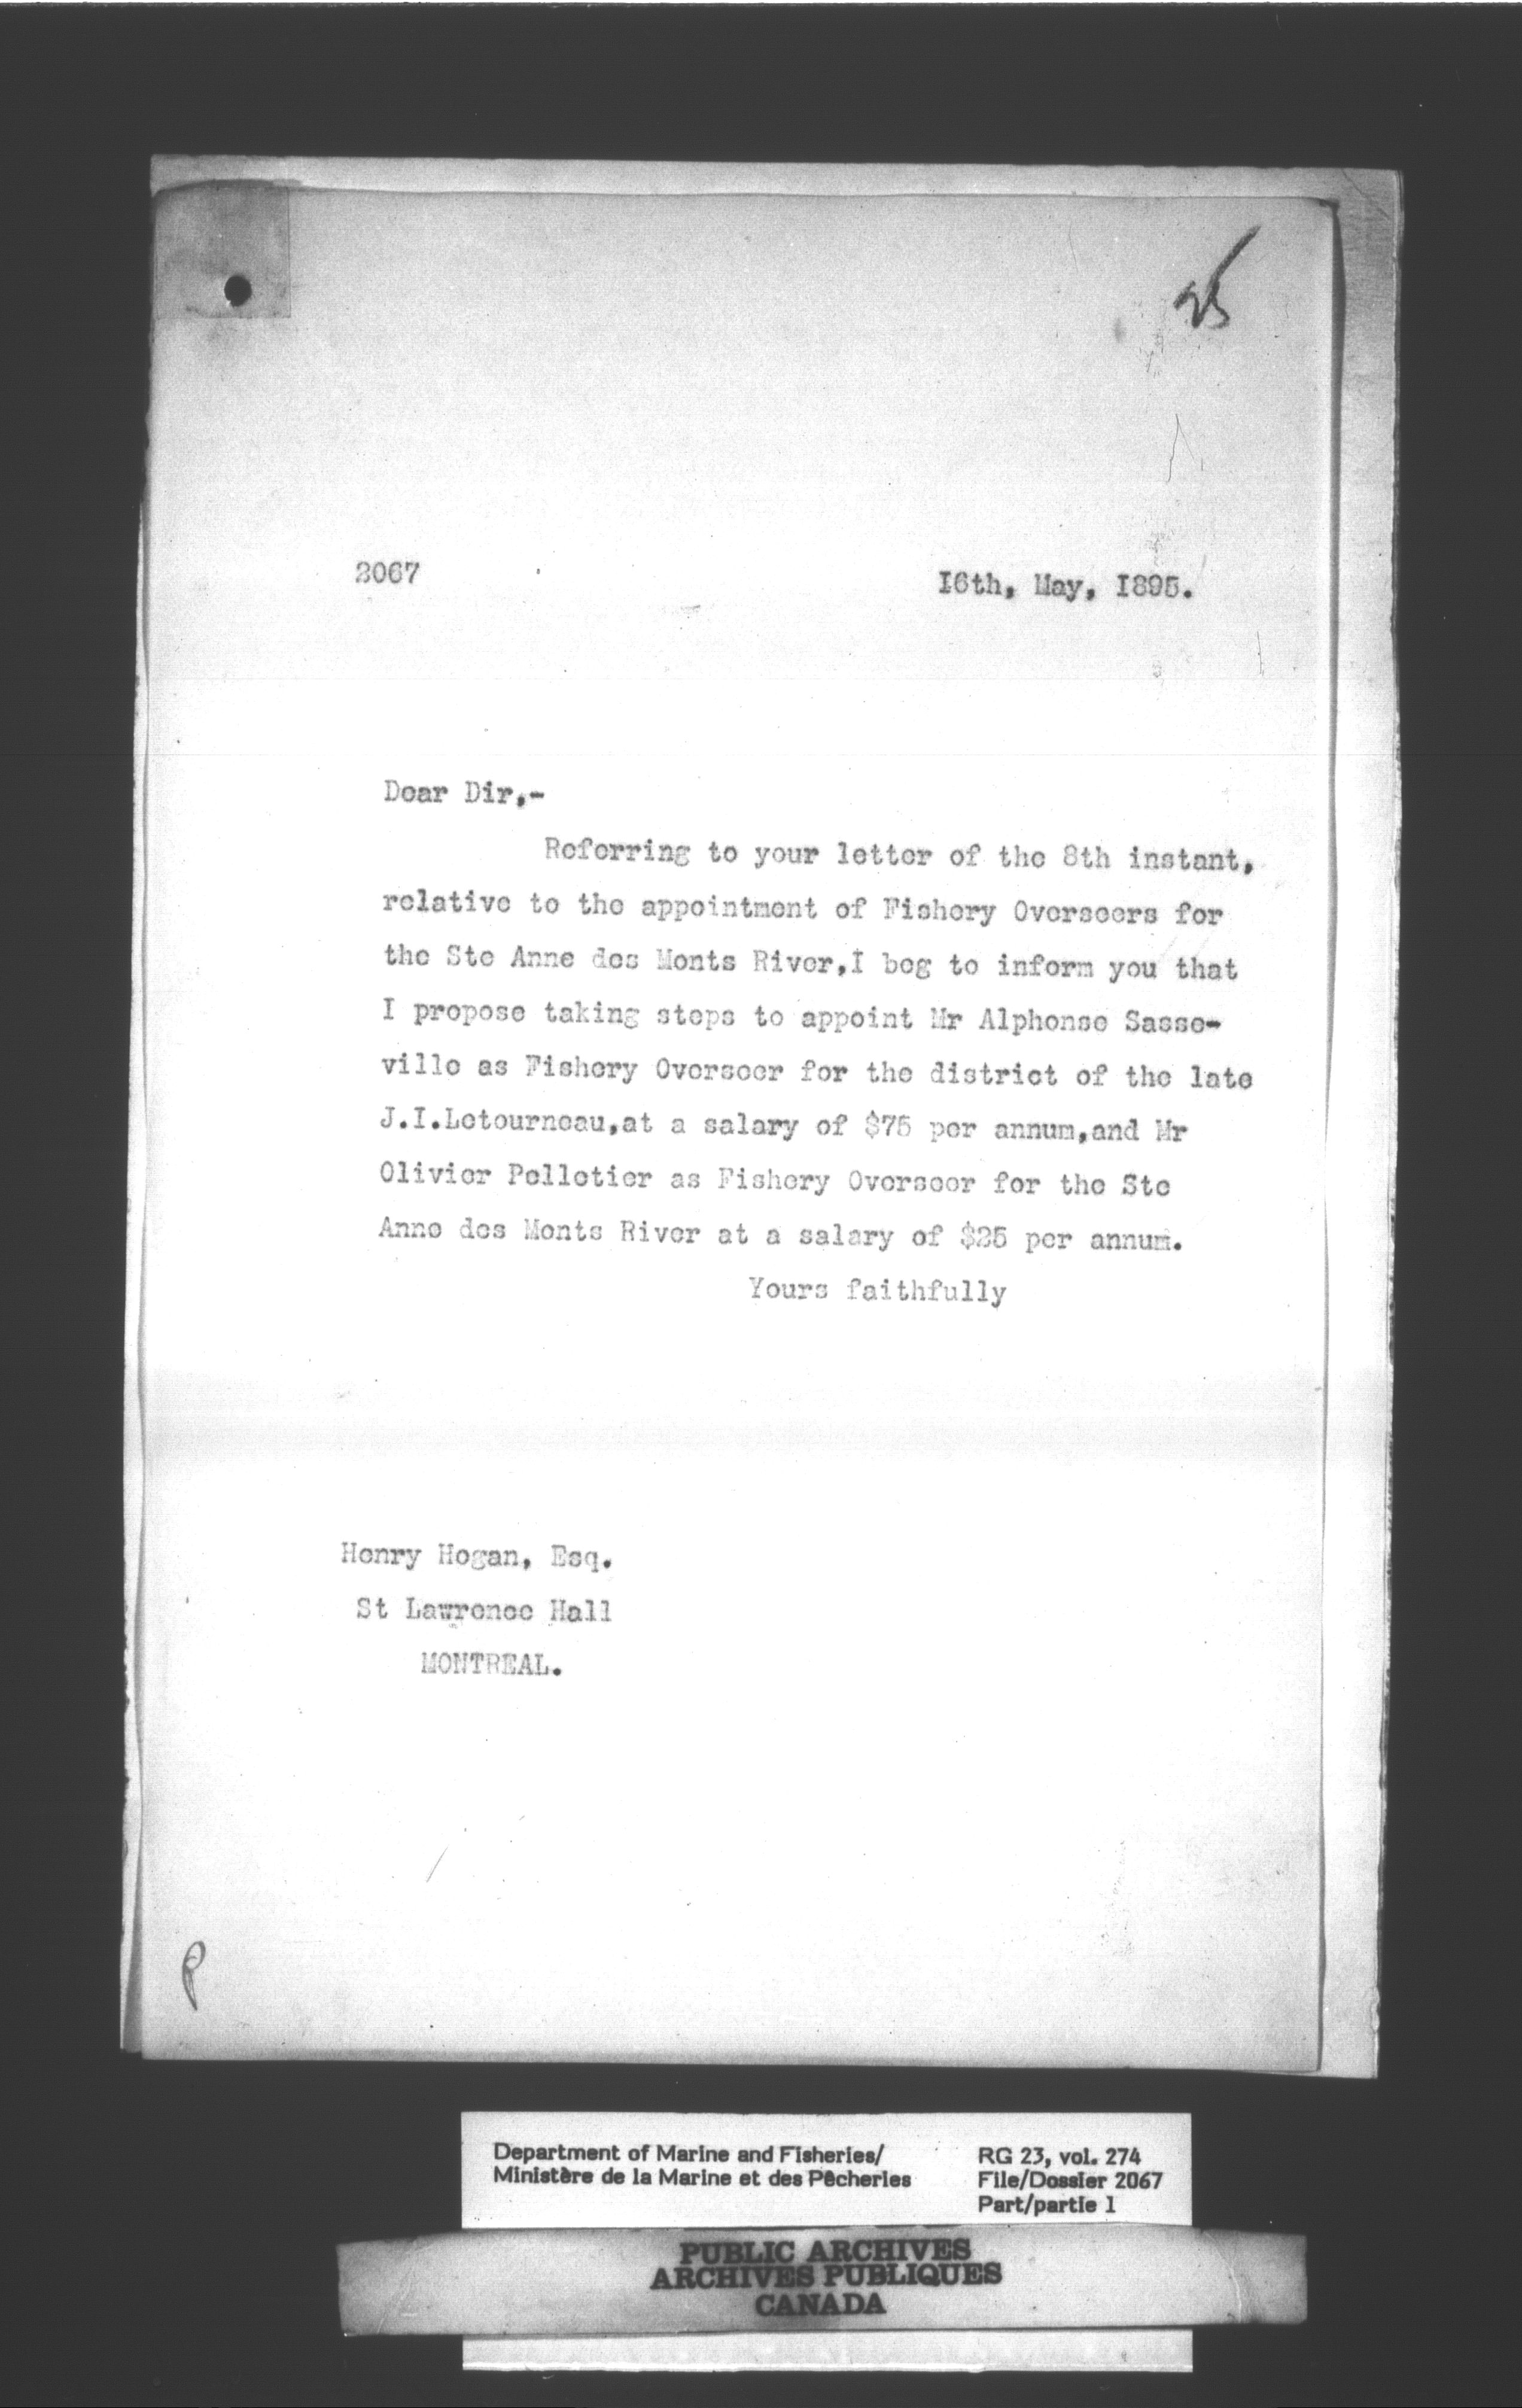 25
2067
I6th, May, I895.
Dear Dir,-
Referring to your letter of the 8th instant,
relative to the appointment of Fishery Overseers for
the Ste Anne des Monts River,I beg to inform you that
I propose taking steps to appoint Mr Alphonse Sasse-
ville as Fishery Overseer for the district of the late
J.I.Letourneau,at a salary of $75 per annum,and Mr
Olivier Pelletier as Fishery Overseer for the Ste
Anne des Monts River at a salary of $25 per annum.
Yours faithfully
Henry Hogan, Esq.
St Lawrence Hall
MONTREAL.
P
Department of Marine and Fisheries/
Ministère de la Marine et des Pêcheries
RG 23, vol. 274
File/Dossier 2067
Part/partie 1
PUBLIC ARCHIVES
ARCHIVES PUBLIQUES
CANADA